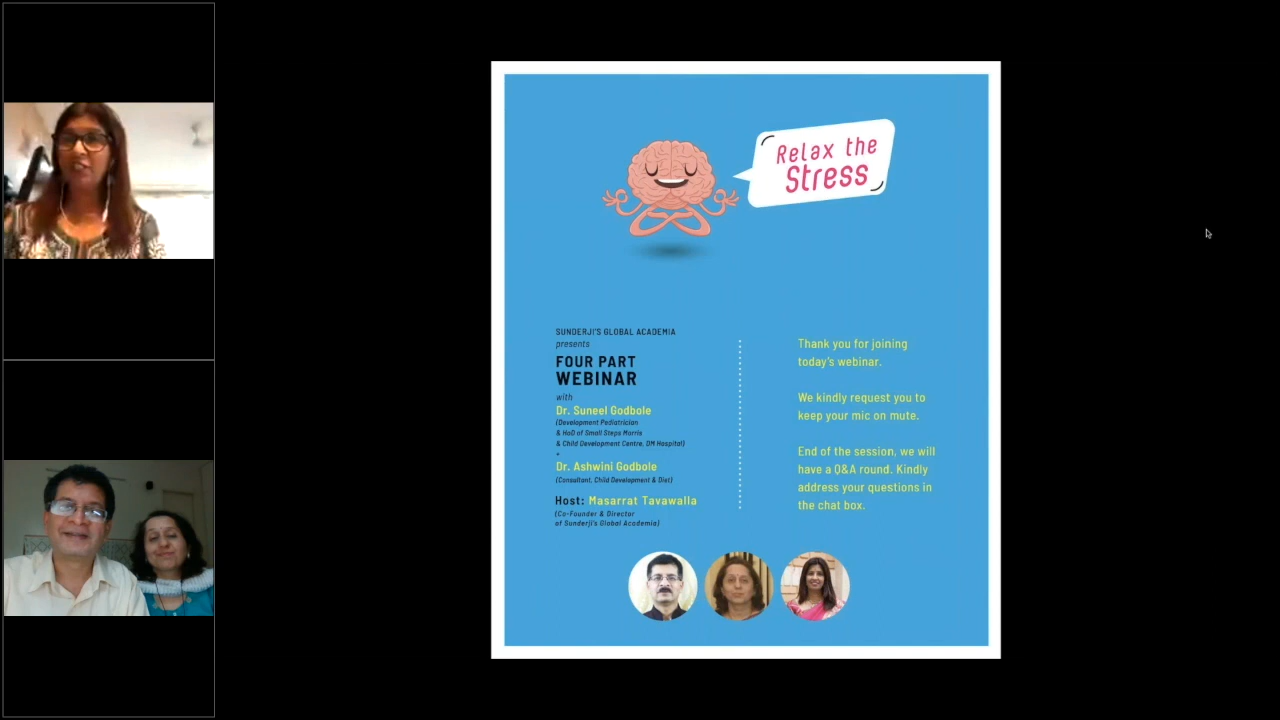 Relax the
Stress
SUNDERJI'S GLOBAL ACADEMIA
presents
FOUR PART
WEBINAR
with
Dr. Suneel Godbole
(Development Pediatrician
& HoD of Small Steps Morris
& Child Development Centre, DM Hospital)
+
Dr. Ashwini Godbole
(Consultant, Child Development & Diet)
Host: Masarrat Tavawalla
(Co-Founder & Director
of Sunderji's Global Academia)
Thank you for joining
today's webinar.
We kindly request you to
keep your mic on mute.
End of the session, we will
have a Q&A round. Kindly
address your questions in
the chat box.